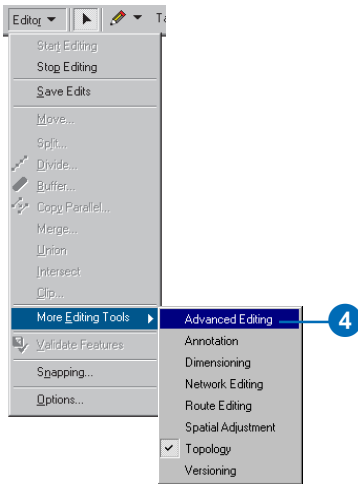 Editor
Start Editing
Stop Editing
Save Edits
Move...
Split...
Divide...
Buffer...
Copy Parallel...
Merge...
Union
Intersect
Clip...
More Editing Tools
Advanced Editing
4
Annotation
Dimensioning
Network Editing
Route Editing
Spatial Adjustment
Topology
Versioning
Validate Features
Snapping...
Options...